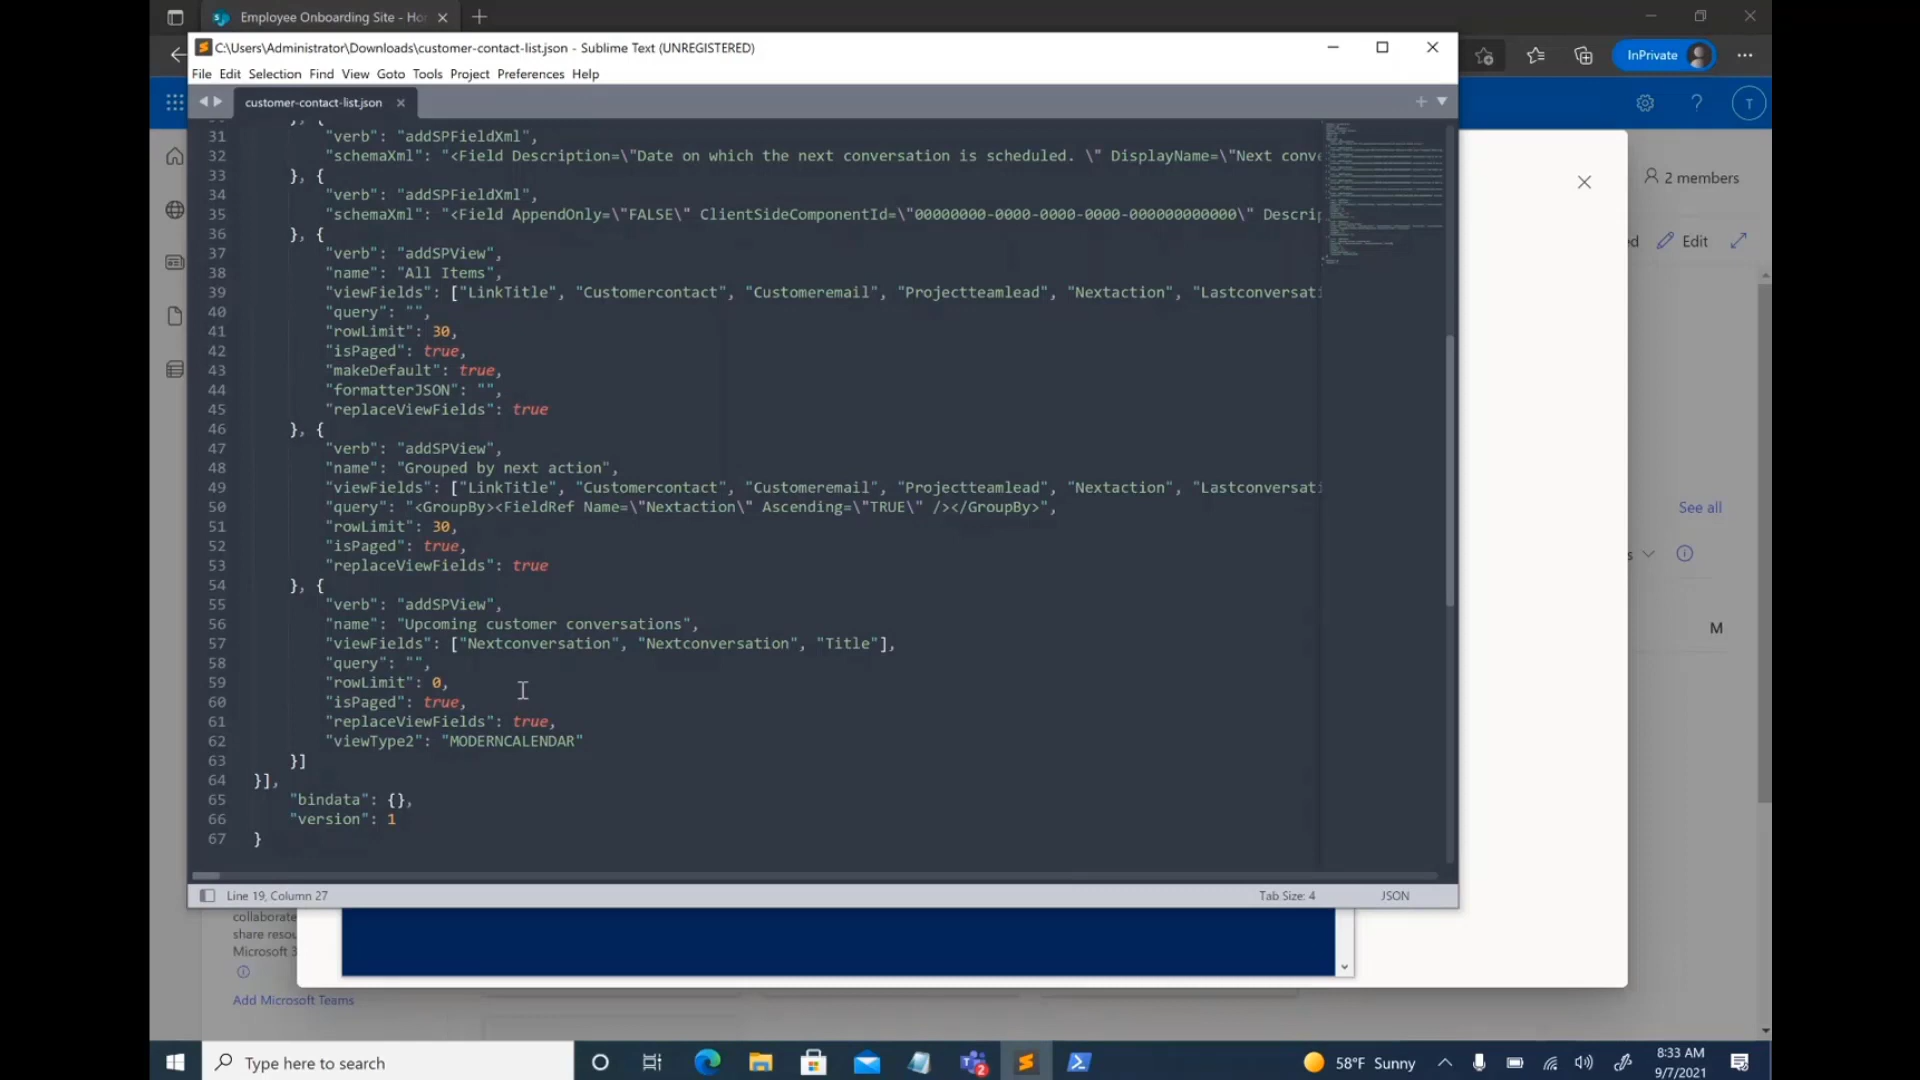 Employee Onboarding Site - Ho
InPrivate
C:\Users\Administrator\Downloads\customer-contact-list.json - Sublime Text (UNREGISTERED)
File Edit Selection Find View Goto Tools Project Preferences Help
customer-contact-list.json
T
2 members
ed Edit
See all
s
M
31 "verb": "addSPFieldXml",
32 "schemaXml": "<Field Description=\"Date on which the next conversation is scheduled. \" DisplayName=\"Next conv
33 }, {
34 "verb": "addSPFieldXml",
35 "schemaXml": "<Field AppendOnly=\"FALSE\" ClientSideComponentId=\"00000000-0000-0000-0000-000000000000\" Descrip
36 }, {
37 "verb": "addSPView",
38 "name": "All Items",
39 "viewFields": ["LinkTitle", "Customercontact", "Customeremail", "Projectteamlead", "Nextaction", "Lastconversati
40 "query": "",
41 "rowLimit": 30,
42 "isPaged": true,
43 "makeDefault": true,
44 "formatterJSON": "",
45 "replaceViewFields": true
46 }, {
47 "verb": "addSPView",
48 "name": "Grouped by next action",
49 "viewFields": ["LinkTitle", "Customercontact", "Customeremail", "Projectteamlead", "Nextaction", "Lastconversati
50 "query": "<GroupBy><FieldRef Name=\"Nextaction\" Ascending=\"TRUE\" /></GroupBy>",
51 "rowLimit": 30,
52 "isPaged": true,
53 "replaceViewFields": true
54 }, {
55 "verb": "addSPView",
56 "name": "Upcoming customer conversations",
57 "viewFields": ["Nextconversation", "Nextconversation", "Title"],
58 "query": "",
59 "rowLimit": 0,
60 "isPaged": true,
61 "replaceViewFields": true,
62 "viewType2": "MODERNCALENDAR"
63 }]
64 }],
65 "bindata": {},
66 "version": 1
67 }
Line 19, Column 27
Tab Size: 4
JSON
collaborate
share resou
Microsoft 3
Add Microsoft Teams
Type here to search
2
58°F Sunny
8:33 AM
9/7/2021